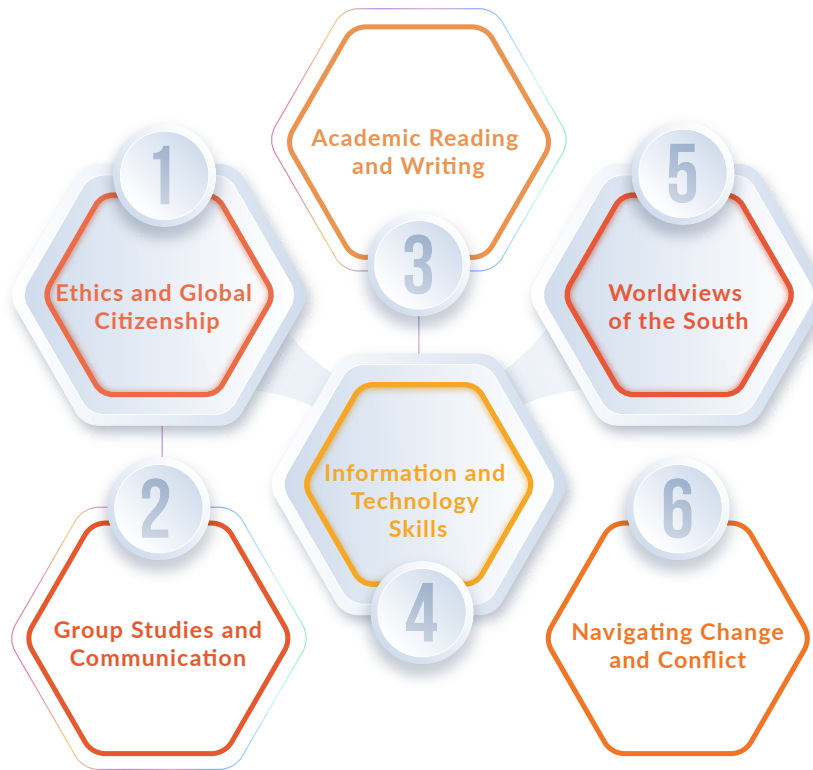 1
Ethics and Global
Citizenship
2
Group Studies and
Communication
Academic Reading
and Writing
3
Information and
Technology
Skills
4
5
Worldviews
of the South
6
Navigating Change
and Conflict